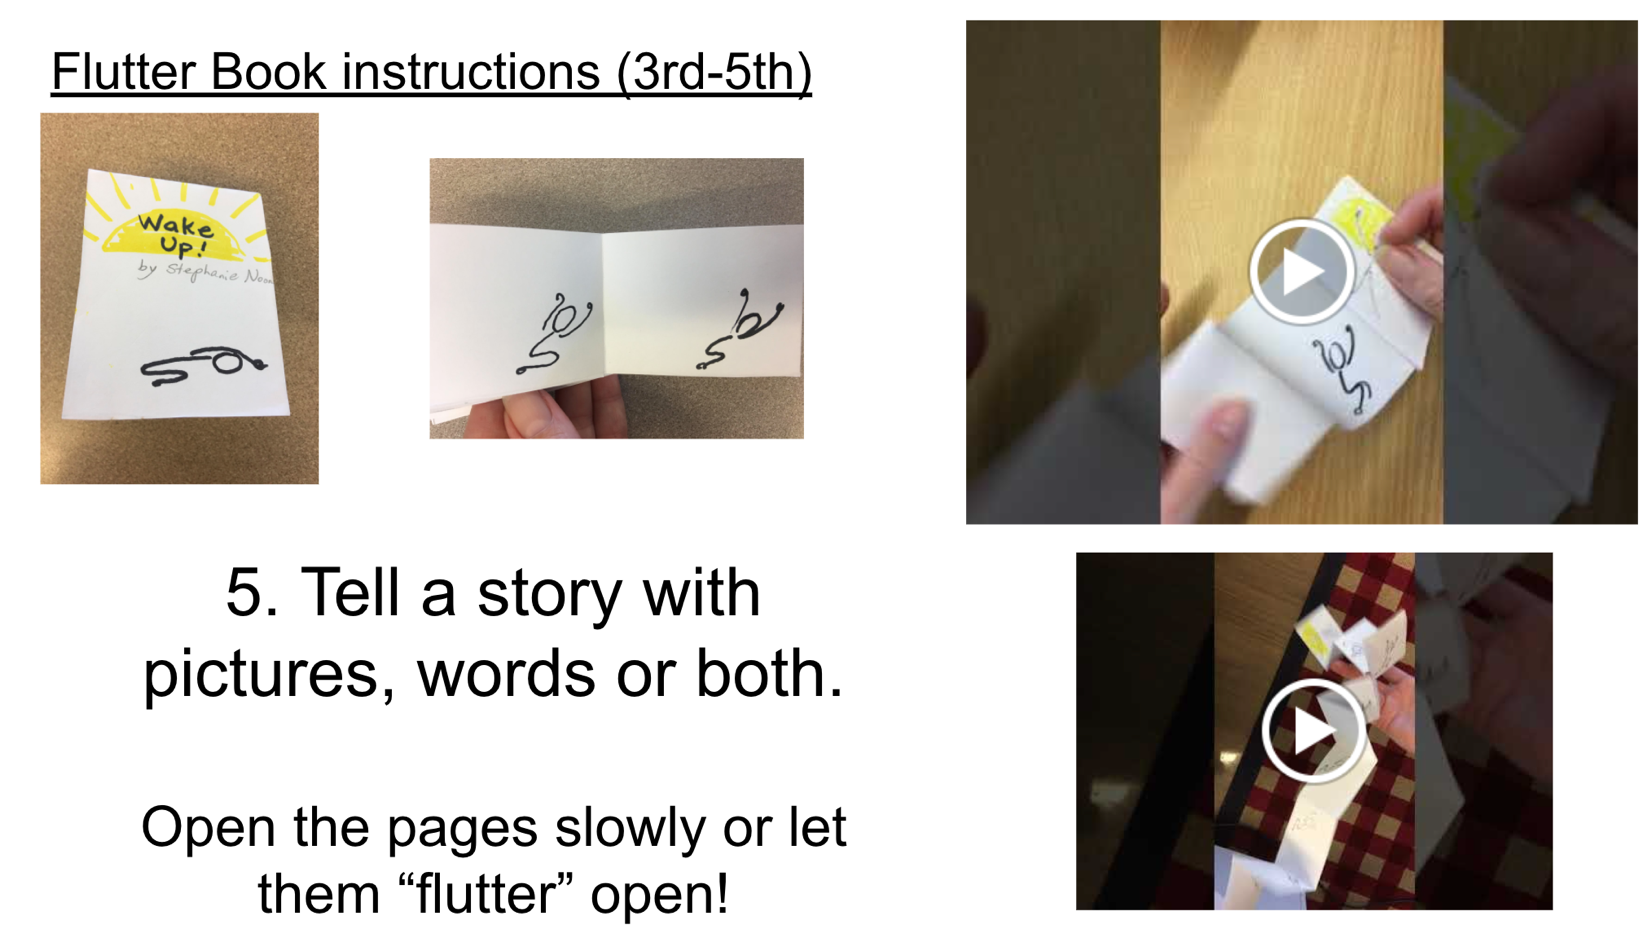 Flutter Book instructions (3rd-5th)
Wake
Up!
by Stephanie
5. Tell a story with
pictures, words or both.
Open the pages slowly or let
them “flutter” open!